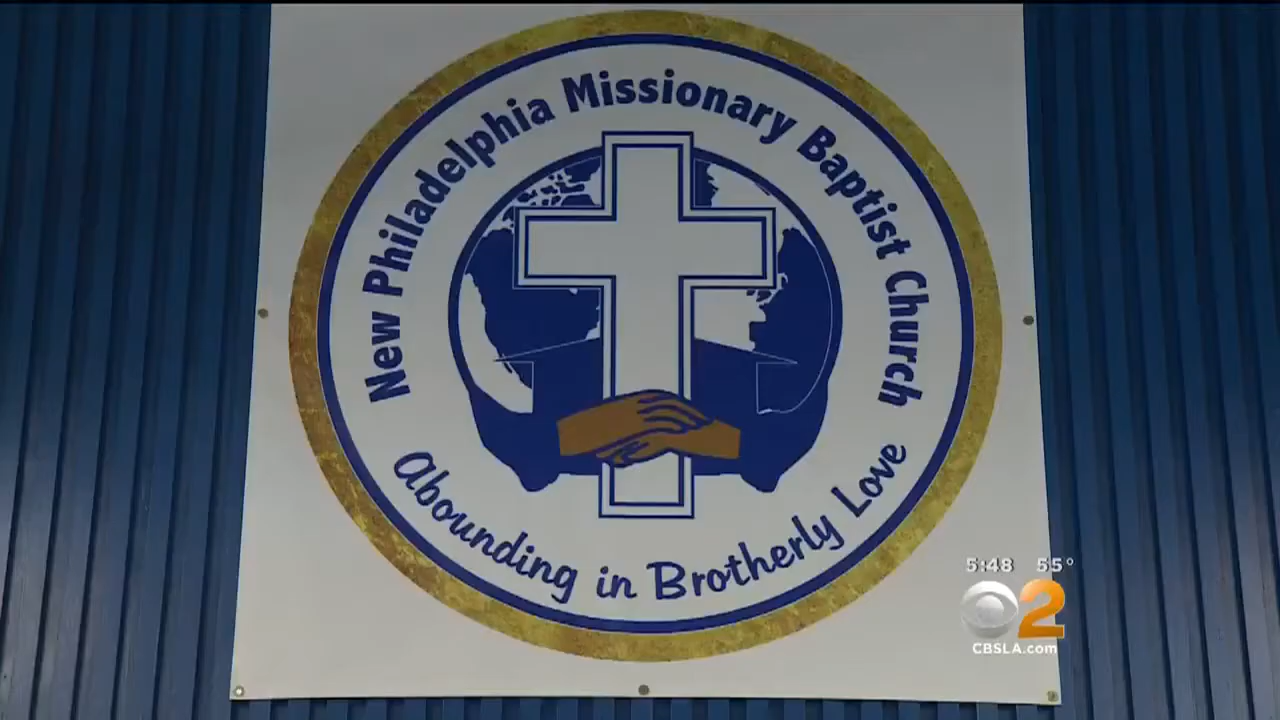 New Philadelphia Missionary Baptist Church
Abounding in Brotherly Love
5:48 55°
2
CBSLA.com